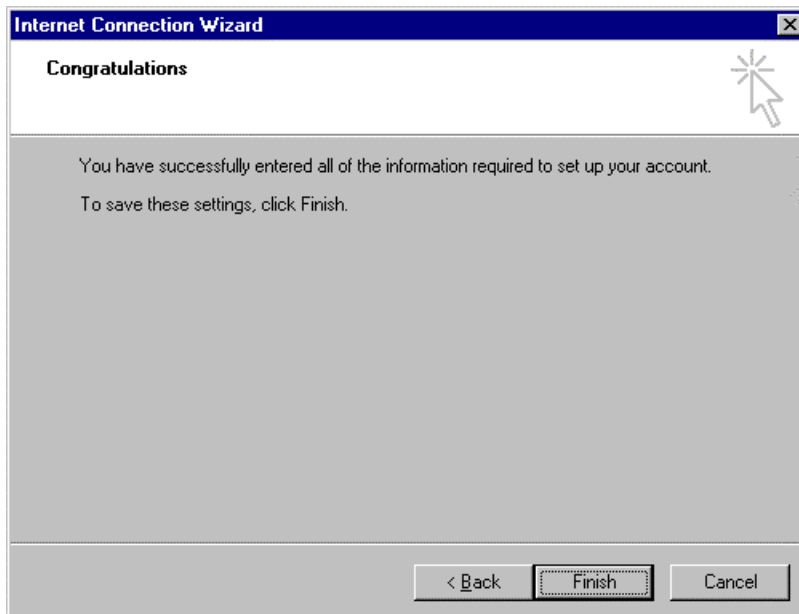 Internet Connection Wizard
Congratulations
You have successfully entered all of the information required to set up your account.
To save these settings, click Finish.
< Back
Finish
Cancel